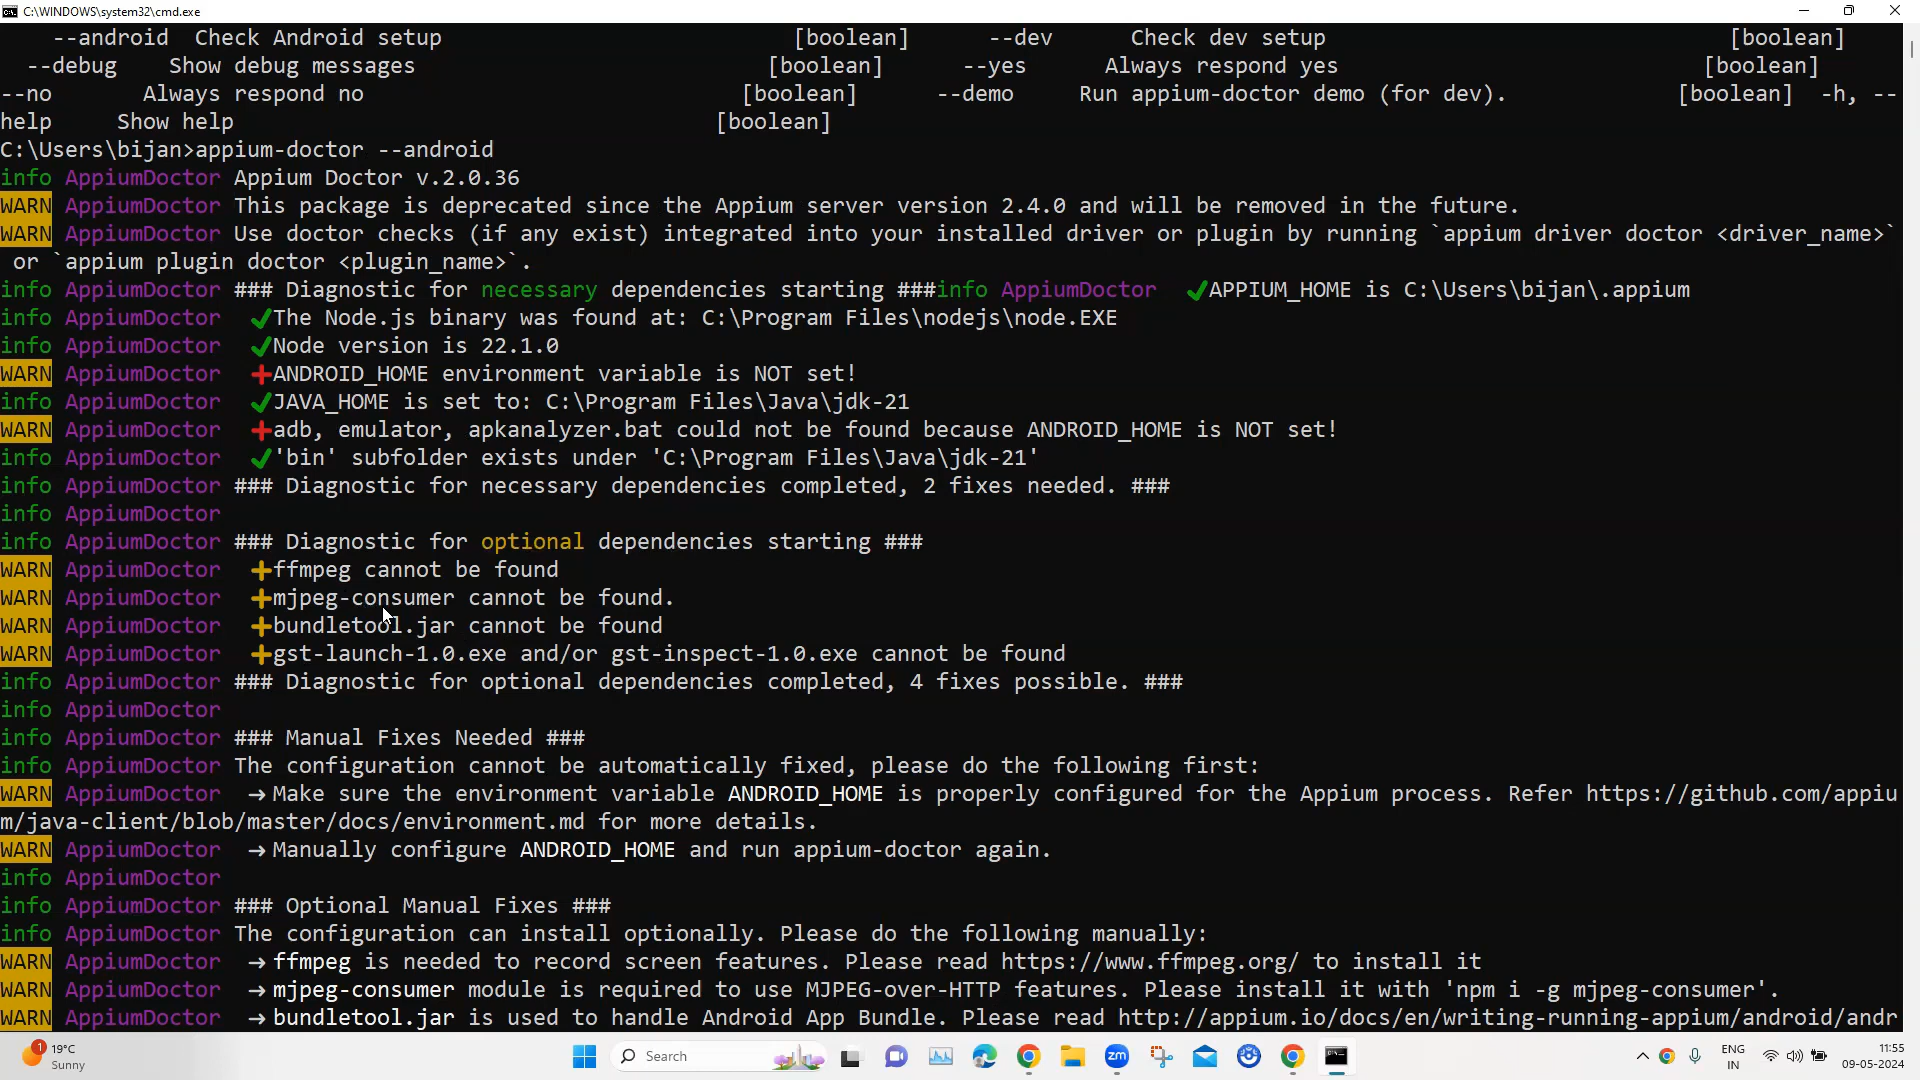 C:\WINDOWS\system32\cmd.exe
--android  Check Android setup                           [boolean]      --dev      Check dev setup                               [boolean]
--debug    Show debug messages                           [boolean]      --yes      Always respond yes                            [boolean]
--no       Always respond no                             [boolean]      --demo     Run appium-doctor demo (for dev).             [boolean]  -h, --
help      Show help                                     [boolean]
C:\Users\bijan>appium-doctor --android
info AppiumDoctor Appium Doctor v.2.0.36
WARN AppiumDoctor This package is deprecated since the Appium server version 2.4.0 and will be removed in the future.
WARN AppiumDoctor Use doctor checks (if any exist) integrated into your installed driver or plugin by running `appium driver doctor <driver_name>`
or `appium plugin doctor <plugin_name>`.
info AppiumDoctor ### Diagnostic for necessary dependencies starting ###info AppiumDoctor  ✔APPIUM_HOME is C:\Users\bijan\.appium
info AppiumDoctor  ✔The Node.js binary was found at: C:\Program Files\nodejs\node.EXE
info AppiumDoctor  ✔Node version is 22.1.0
WARN AppiumDoctor  ✖ANDROID_HOME environment variable is NOT set!
info AppiumDoctor  ✔JAVA_HOME is set to: C:\Program Files\Java\jdk-21
WARN AppiumDoctor  ✖adb, emulator, apkanalyzer.bat could not be found because ANDROID_HOME is NOT set!
info AppiumDoctor  ✔'bin' subfolder exists under 'C:\Program Files\Java\jdk-21'
info AppiumDoctor ### Diagnostic for necessary dependencies completed, 2 fixes needed. ###
info AppiumDoctor
info AppiumDoctor ### Diagnostic for optional dependencies starting ###
WARN AppiumDoctor  ✖ffmpeg cannot be found
WARN AppiumDoctor  ✖mjpeg-consumer cannot be found.
WARN AppiumDoctor  ✖bundletool.jar cannot be found
WARN AppiumDoctor  ✖gst-launch-1.0.exe and/or gst-inspect-1.0.exe cannot be found
info AppiumDoctor ### Diagnostic for optional dependencies completed, 4 fixes possible. ###
info AppiumDoctor
info AppiumDoctor ### Manual Fixes Needed ###
info AppiumDoctor The configuration cannot be automatically fixed, please do the following first:
WARN AppiumDoctor  ➜Make sure the environment variable ANDROID_HOME is properly configured for the Appium process. Refer https://github.com/appiu
m/java-client/blob/master/docs/environment.md for more details.
WARN AppiumDoctor  ➜Manually configure ANDROID_HOME and run appium-doctor again.
info AppiumDoctor
info AppiumDoctor ### Optional Manual Fixes ###
info AppiumDoctor The configuration can install optionally. Please do the following manually:
WARN AppiumDoctor  ➜ffmpeg is needed to record screen features. Please read https://www.ffmpeg.org/ to install it
WARN AppiumDoctor  ➜mjpeg-consumer module is required to use MJPEG-over-HTTP features. Please install it with 'npm i -g mjpeg-consumer'.
WARN AppiumDoctor  ➜bundletool.jar is used to handle Android App Bundle. Please read http://appium.io/docs/en/writing-running-appium/android/andr
1
19°C
Sunny
Search
zm
ENG
IN
11:55
09-05-2024